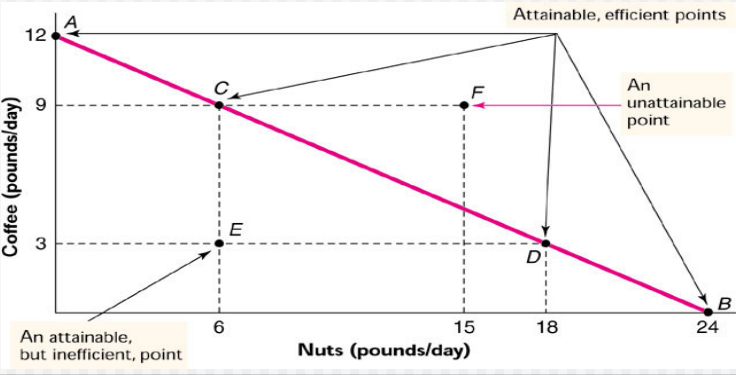 Attainable, efficient points
A
12
C
9
F
An
unattainable
point
Coffee (pounds/day)
E
3
D
B
6
15
18
24
An attainable,
but inefficient, point
Nuts (pounds/day)